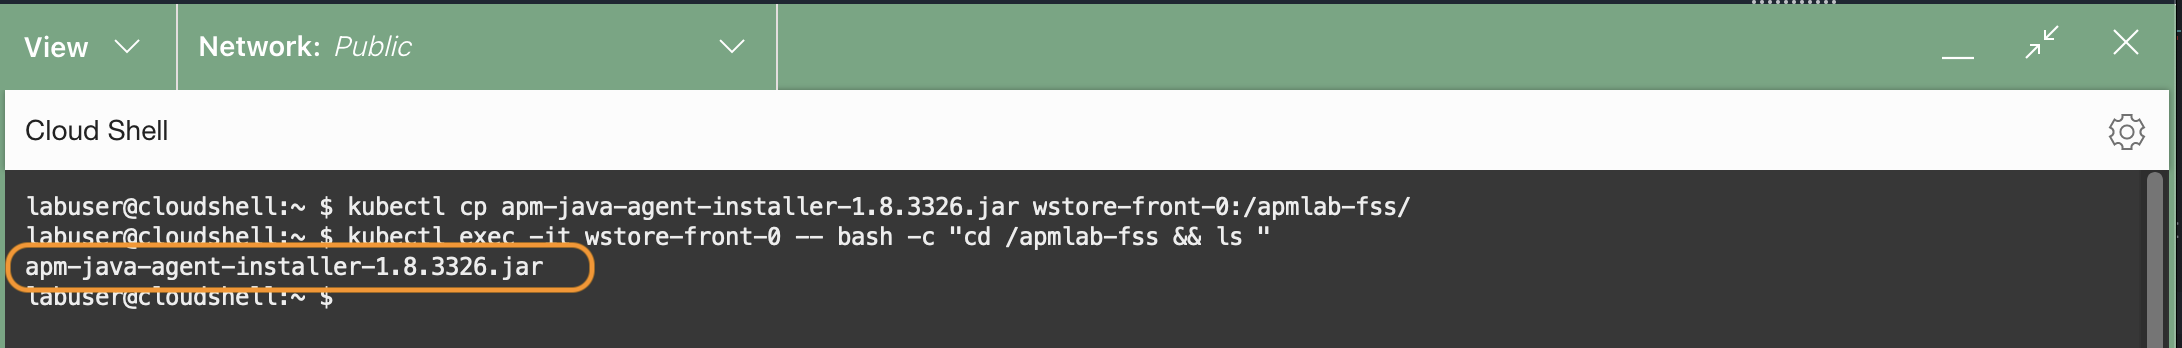 View
Network: Public
Cloud Shell
labuser@cloudshell:~ $ kubectl cp apm-java-agent-installer-1.8.3326.jar wstore-front-0:/apmlab-fss/
labuser@cloudshell:~ $ kubectl exec -it wstore-front-0 -- bash -c "cd /apmlab-fss && ls "
apm-java-agent-installer-1.8.3326.jar
labuser@cloudshell:~ $